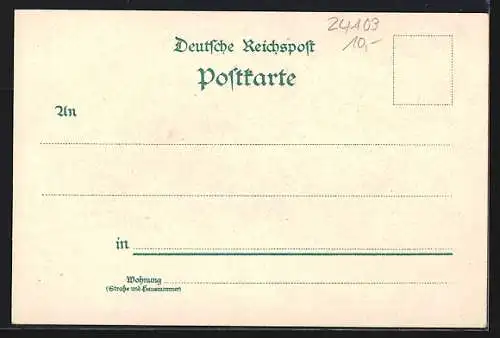 24103
10,-
Deutsche Reichspost
Postkarte
An
in
Wohnung
(Straße und Hausnummer)